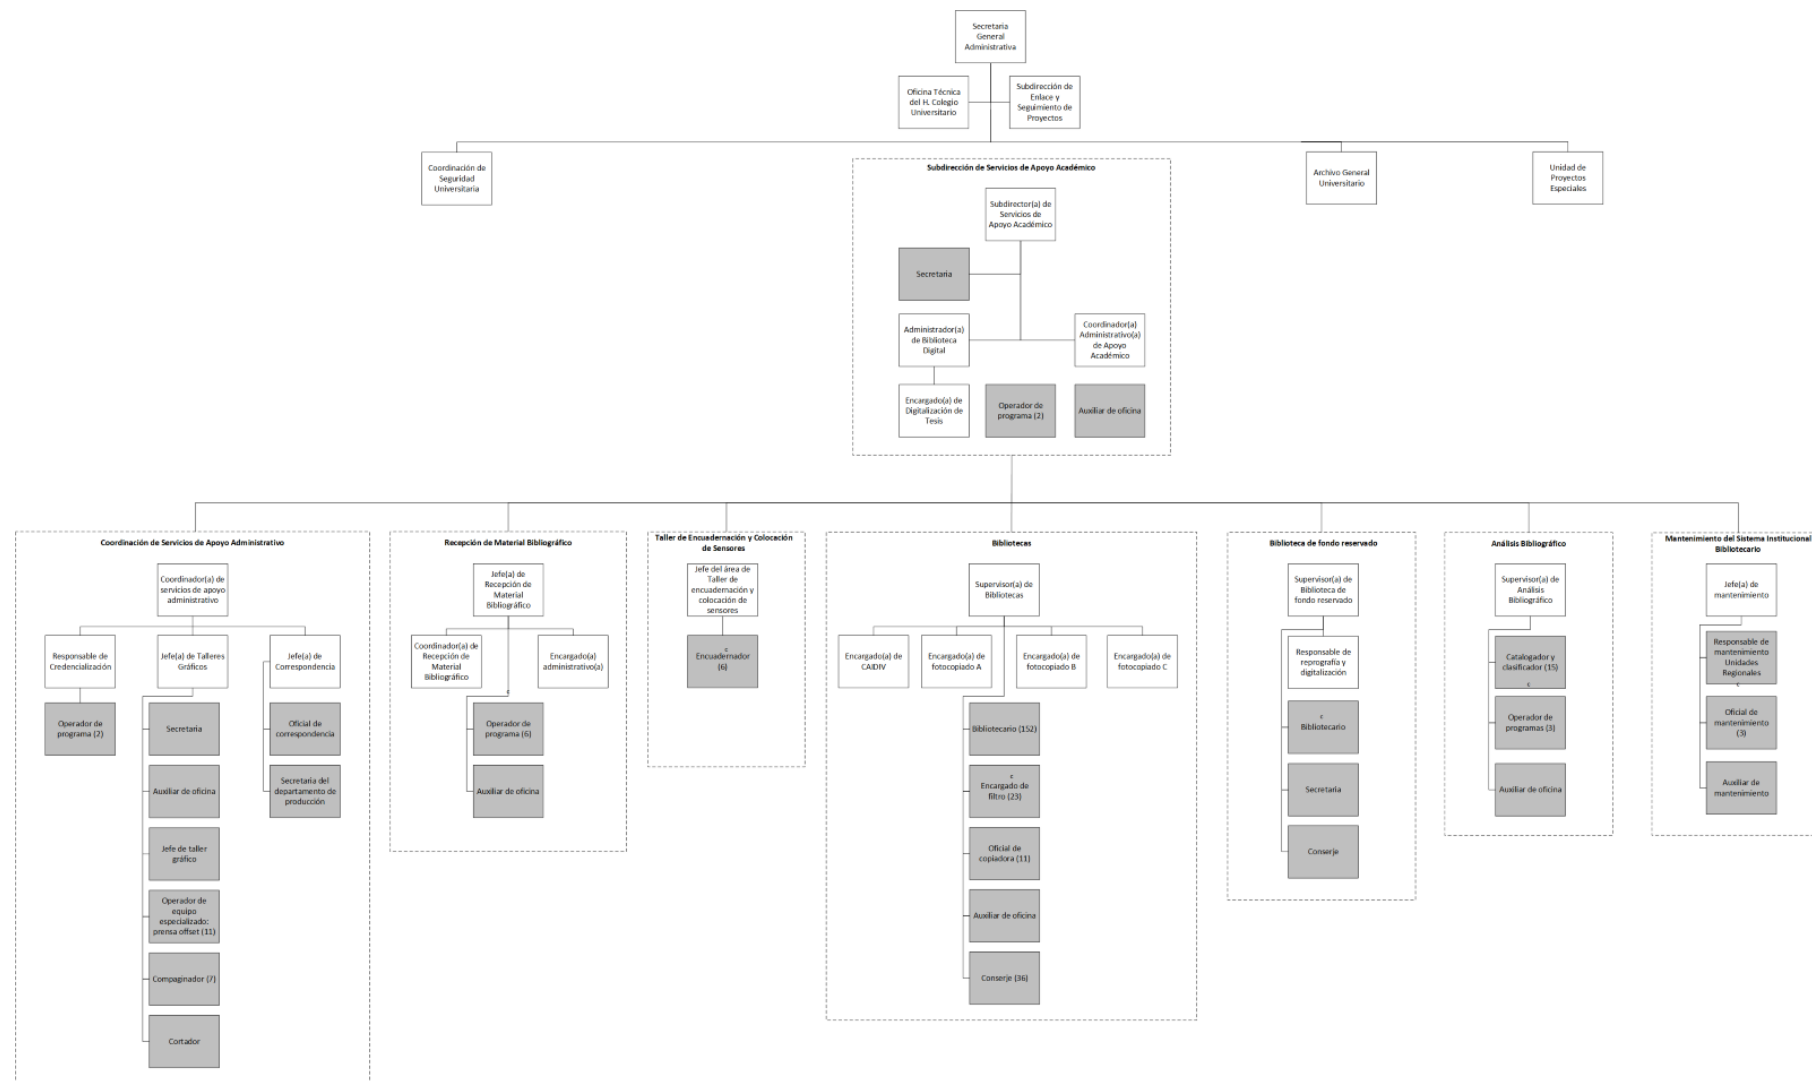 Secretaria
General
Administrativa
Oficina Técnica
del H. Colegio
Universitario
Subdirección de
Enlace y
Seguimiento de
Proyectos
Coordinación de
Seguridad
Universitaria
Subdirección de Servicios de Apoyo Académico
Archivo General
Universitario
Unidad de
Proyectos
Especiales
Subdirector(a) de
Servicios de
Apoyo Académico
Secretaria
Administrador(a)
de Biblioteca
Digital
Coordinador(a)
Administrativo(a)
de Apoyo
Académico
Encargado(a) de
Digitalización de
Tesis
Operador de
programa (2)
Auxiliar de oficina
Coordinación de Servicios de Apoyo Administrativo
Coordinador(a) de
servicios de apoyo
administrativo
Responsable de
Credencialización
Jefe(a) de Talleres
Gráficos
Jefe(a) de
Correspondencia
Operador de
programa (2)
Secretaria
Oficial de
correspondencia
Auxiliar de oficina
Secretaria del
departamento de
producción
Jefe de taller
gráfico
Operador de
equipo
especializado:
prensa offset (11)
Compaginador (7)
Cortador
Recepción de Material Bibliográfico
Jefe(a) de
Recepción de
Material
Bibliográfico
Coordinador(a) de
Recepción de
Material
Bibliográfico
Encargado(a)
administrativo(a)
c
Operador de
programa (6)
Auxiliar de oficina
Taller de Encuadernación y Colocación
de Sensores
Jefe del área de
Taller de
encuadernación y
colocación de
sensores
c
Encuadernador
(6)
Bibliotecas
Supervisor(a) de
Bibliotecas
Encargado(a) de
CAIDIV
Encargado(a) de
fotocopiado A
Encargado(a) de
fotocopiado B
Encargado(a) de
fotocopiado C
Bibliotecario (152)
c
Encargado de
filtro (23)
Oficial de
copiadora (11)
Auxiliar de oficina
Conserje (36)
Biblioteca de fondo reservado
Supervisor(a) de
Biblioteca de
fondo reservado
Responsable de
reprografía y
digitalización
c
Bibliotecario
Secretaria
Conserje
Análisis Bibliográfico
Supervisor(a) de
Análisis
Bibliográfico
Catalogador y
clasificador (15)
c
Operador de
programas (3)
Auxiliar de oficina
Mantenimiento del Sistema Institucional
Bibliotecario
Jefe(a) de
mantenimiento
Responsable de
mantenimiento
Unidades
Regionales
c
Oficial de
mantenimiento
(3)
Auxiliar de
mantenimiento